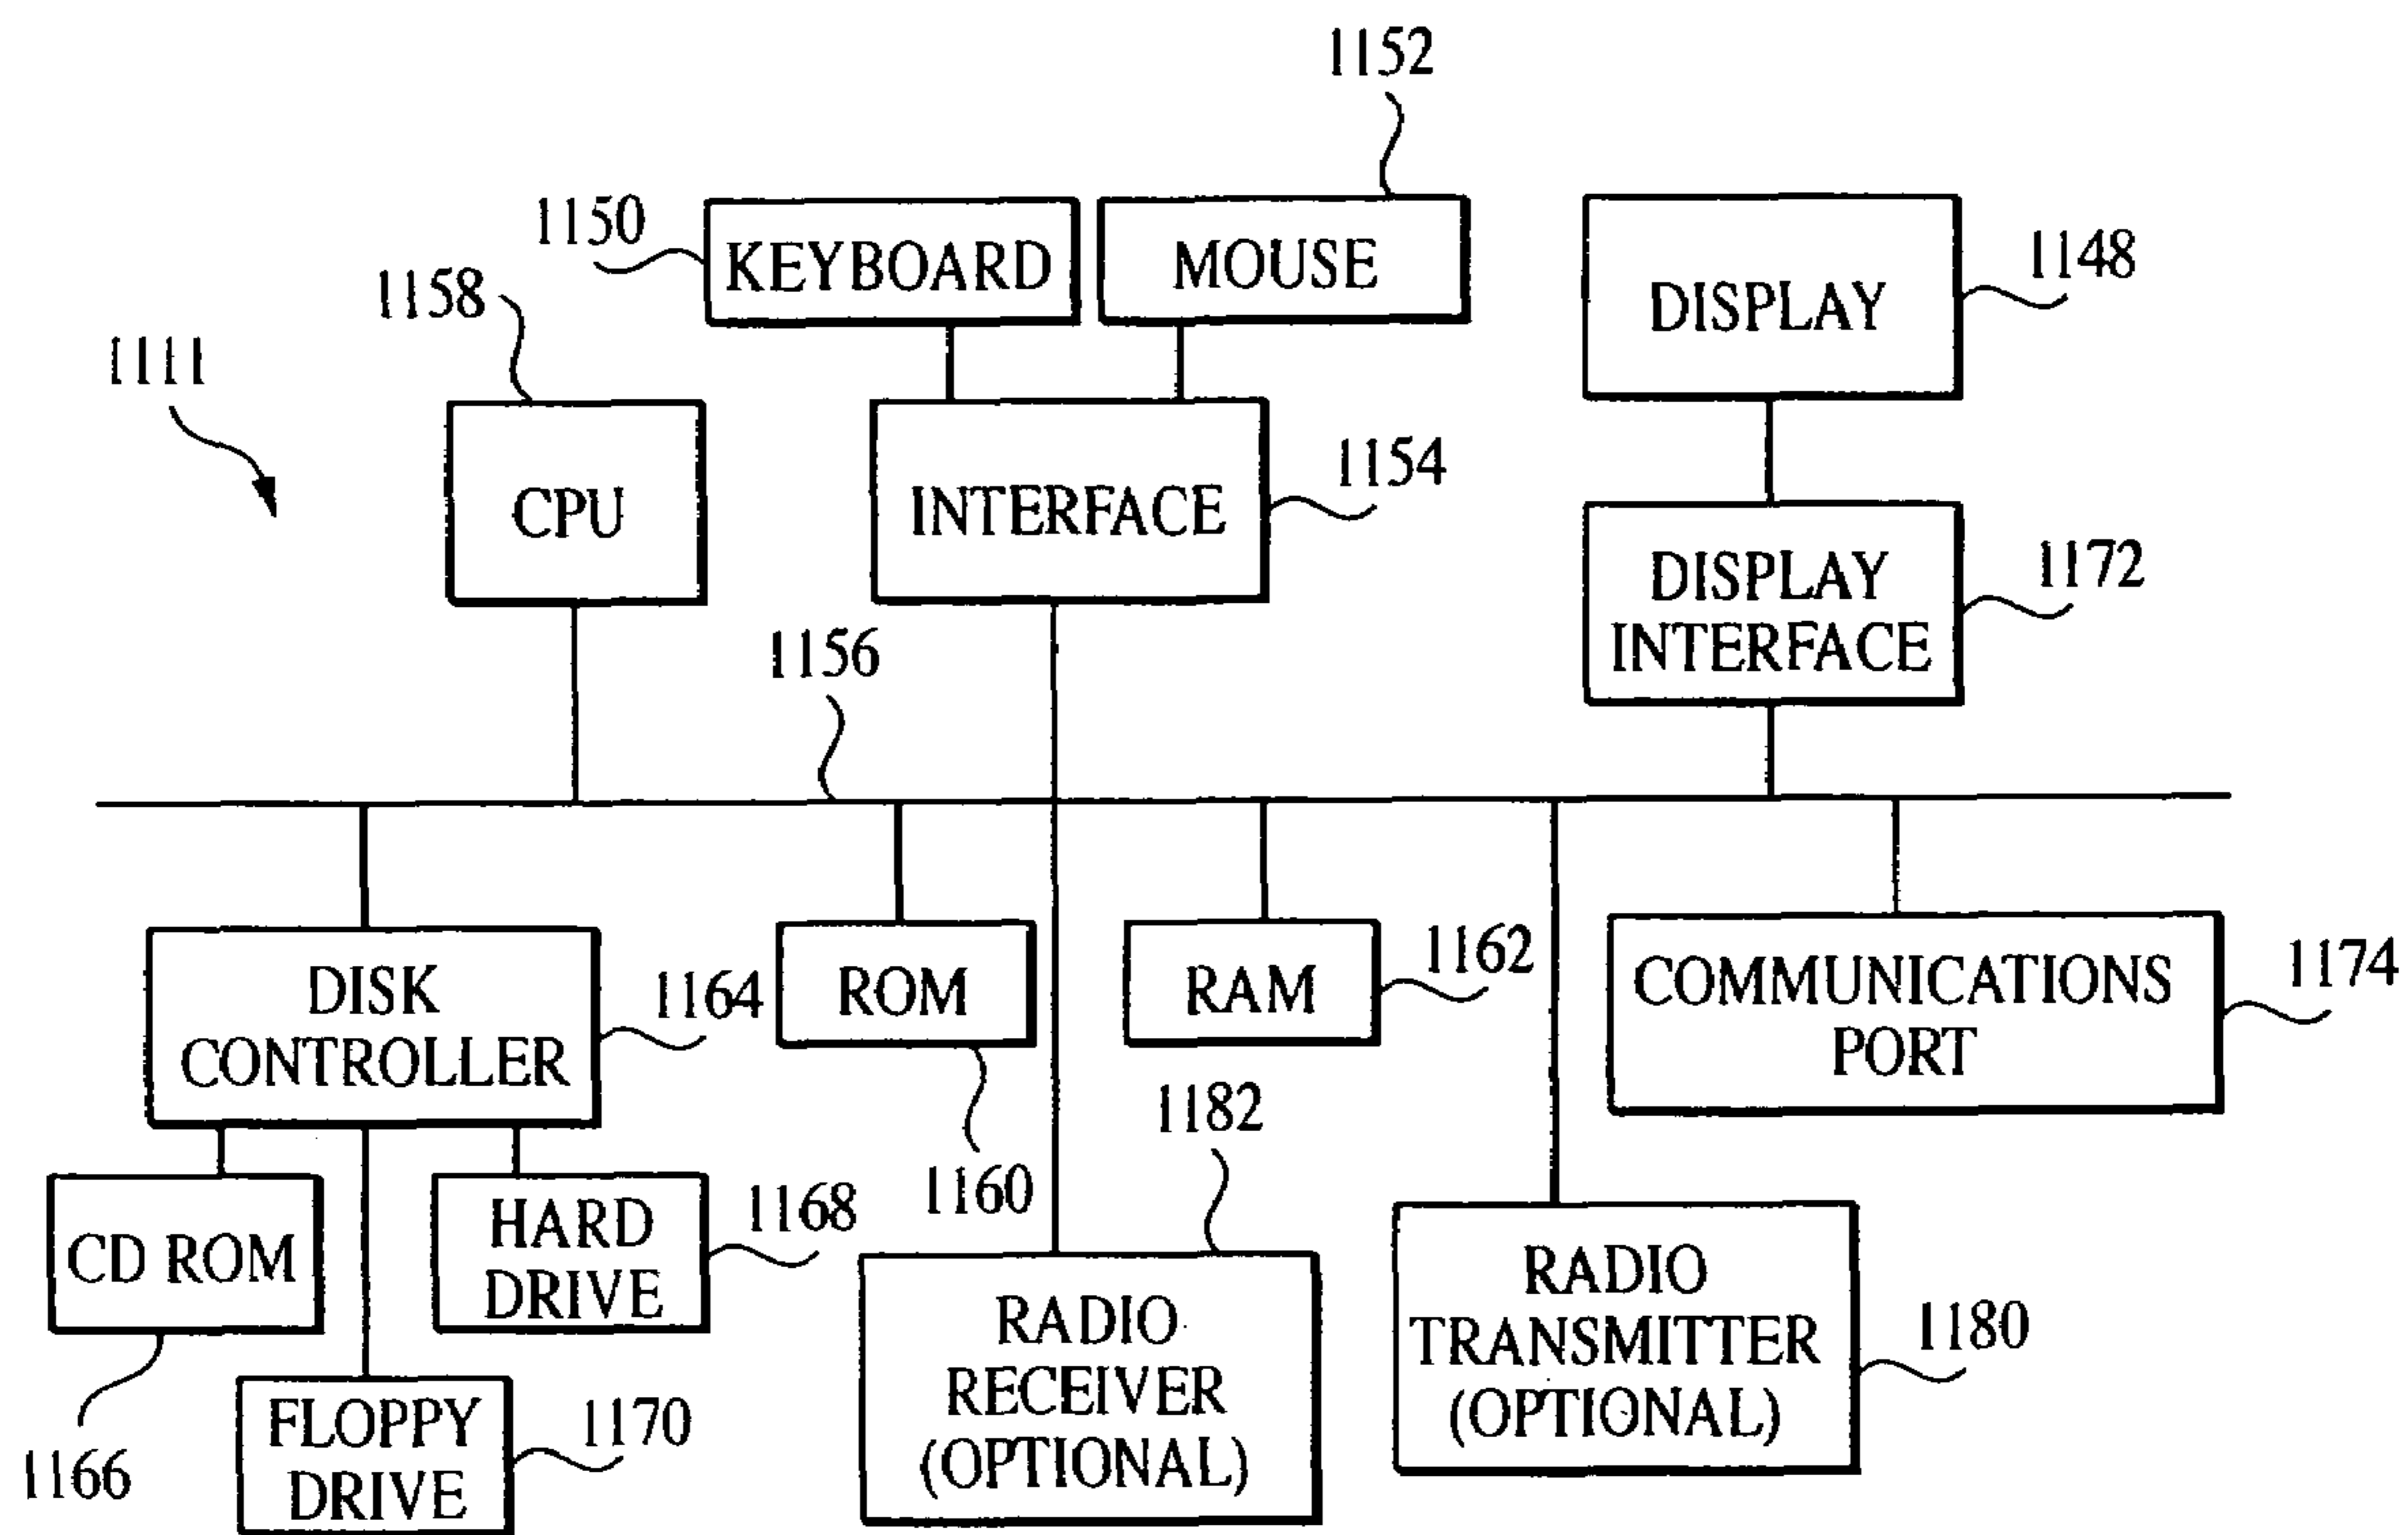 1152
1150
KEYBOARD
MOUSE
1148
DISPLAY
1158
1111
CPU
INTERFACE
1154
DISPLAY
INTERFACE
1172
1156
DISK
CONTROLLER
1164
ROM
1160
RAM
1162
COMMUNICATIONS
PORT
1174
1182
CD ROM
1166
HARD
DRIVE
1168
FLOPPY
DRIVE
1170
RADIO
RECEIVER
(OPTIONAL)
RADIO
TRANSMITTER
(OPTIONAL)
1180